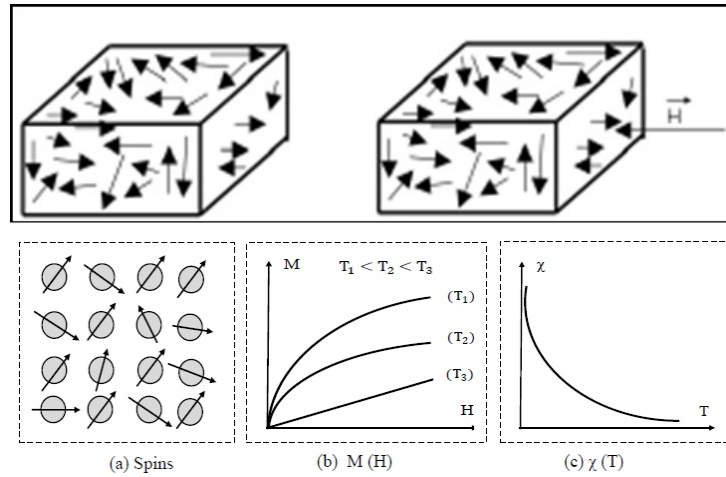 H
M
T₁ < T₂ < T₃
(T₁)
(T₂)
(T₃)
H
χ
T
(a) Spins
(b) M (H)
(c) χ (T)